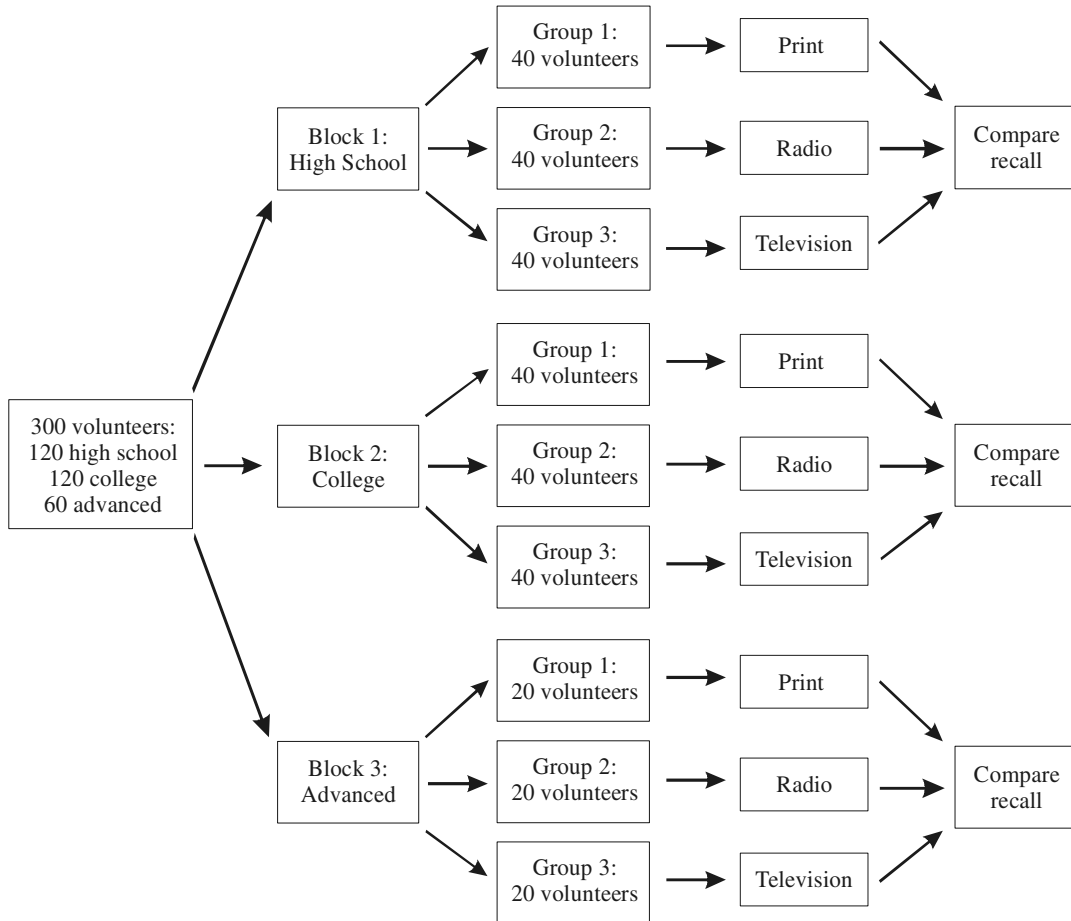 Group 1:
40 volunteers
Print
Block 1:
High School
Group 2:
40 volunteers
Radio
Compare
recall
Group 3:
40 volunteers
Television
300 volunteers:
120 high school
120 college
60 advanced
Block 2:
College
Group 1:
40 volunteers
Print
Group 2:
40 volunteers
Radio
Compare
recall
Group 3:
40 volunteers
Television
Block 3:
Advanced
Group 1:
20 volunteers
Print
Group 2:
20 volunteers
Radio
Compare
recall
Group 3:
20 volunteers
Television